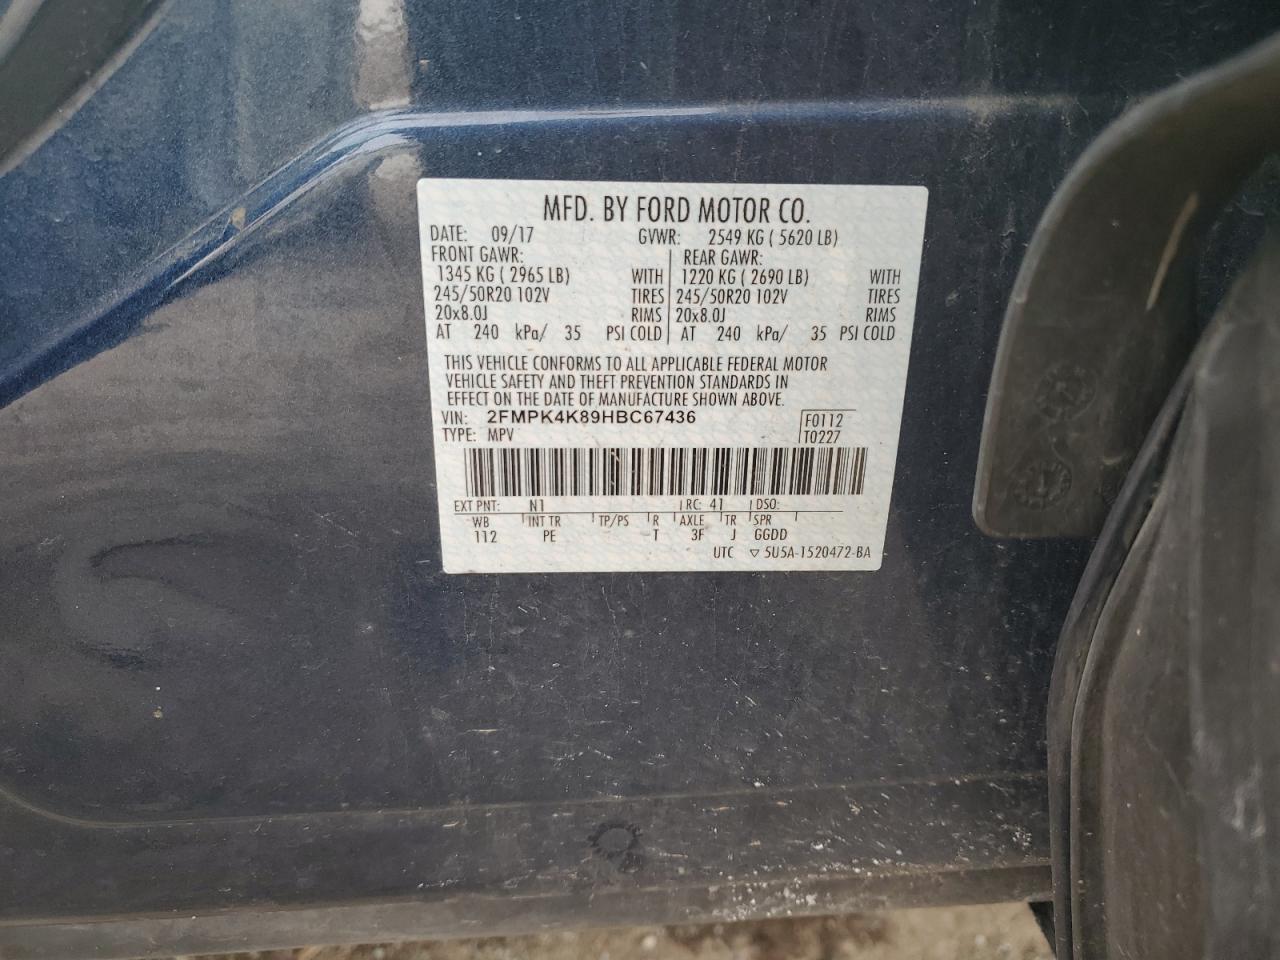 MFD. BY FORD MOTOR CO.
DATE: 09/17 GVWR: 2549 KG ( 5620 LB)
FRONT GAWR: REAR GAWR:
1345 KG ( 2965 LB) WITH 1220 KG ( 2690 LB) WITH
245/50R20 102V TIRES 245/50R20 102V TIRES
20x8.0J RIMS 20x8.0J RIMS
AT 240 kPa/ 35 PSI COLD AT 240 kPa/ 35 PSI COLD
THIS VEHICLE CONFORMS TO ALL APPLICABLE FEDERAL MOTOR
VEHICLE SAFETY AND THEFT PREVENTION STANDARDS IN
EFFECT ON THE DATE OF MANUFACTURE SHOWN ABOVE.
VIN: 2FMPK4K89HBC67436 F0112
TYPE: MPV T0227
EXT PNT: N1 RC: 41 DSO:
WB INT TR TP/PS R AXLE TR SPR
112 PE T 3F J GGDD
UTC ▽ 5U5A-1520472-BA